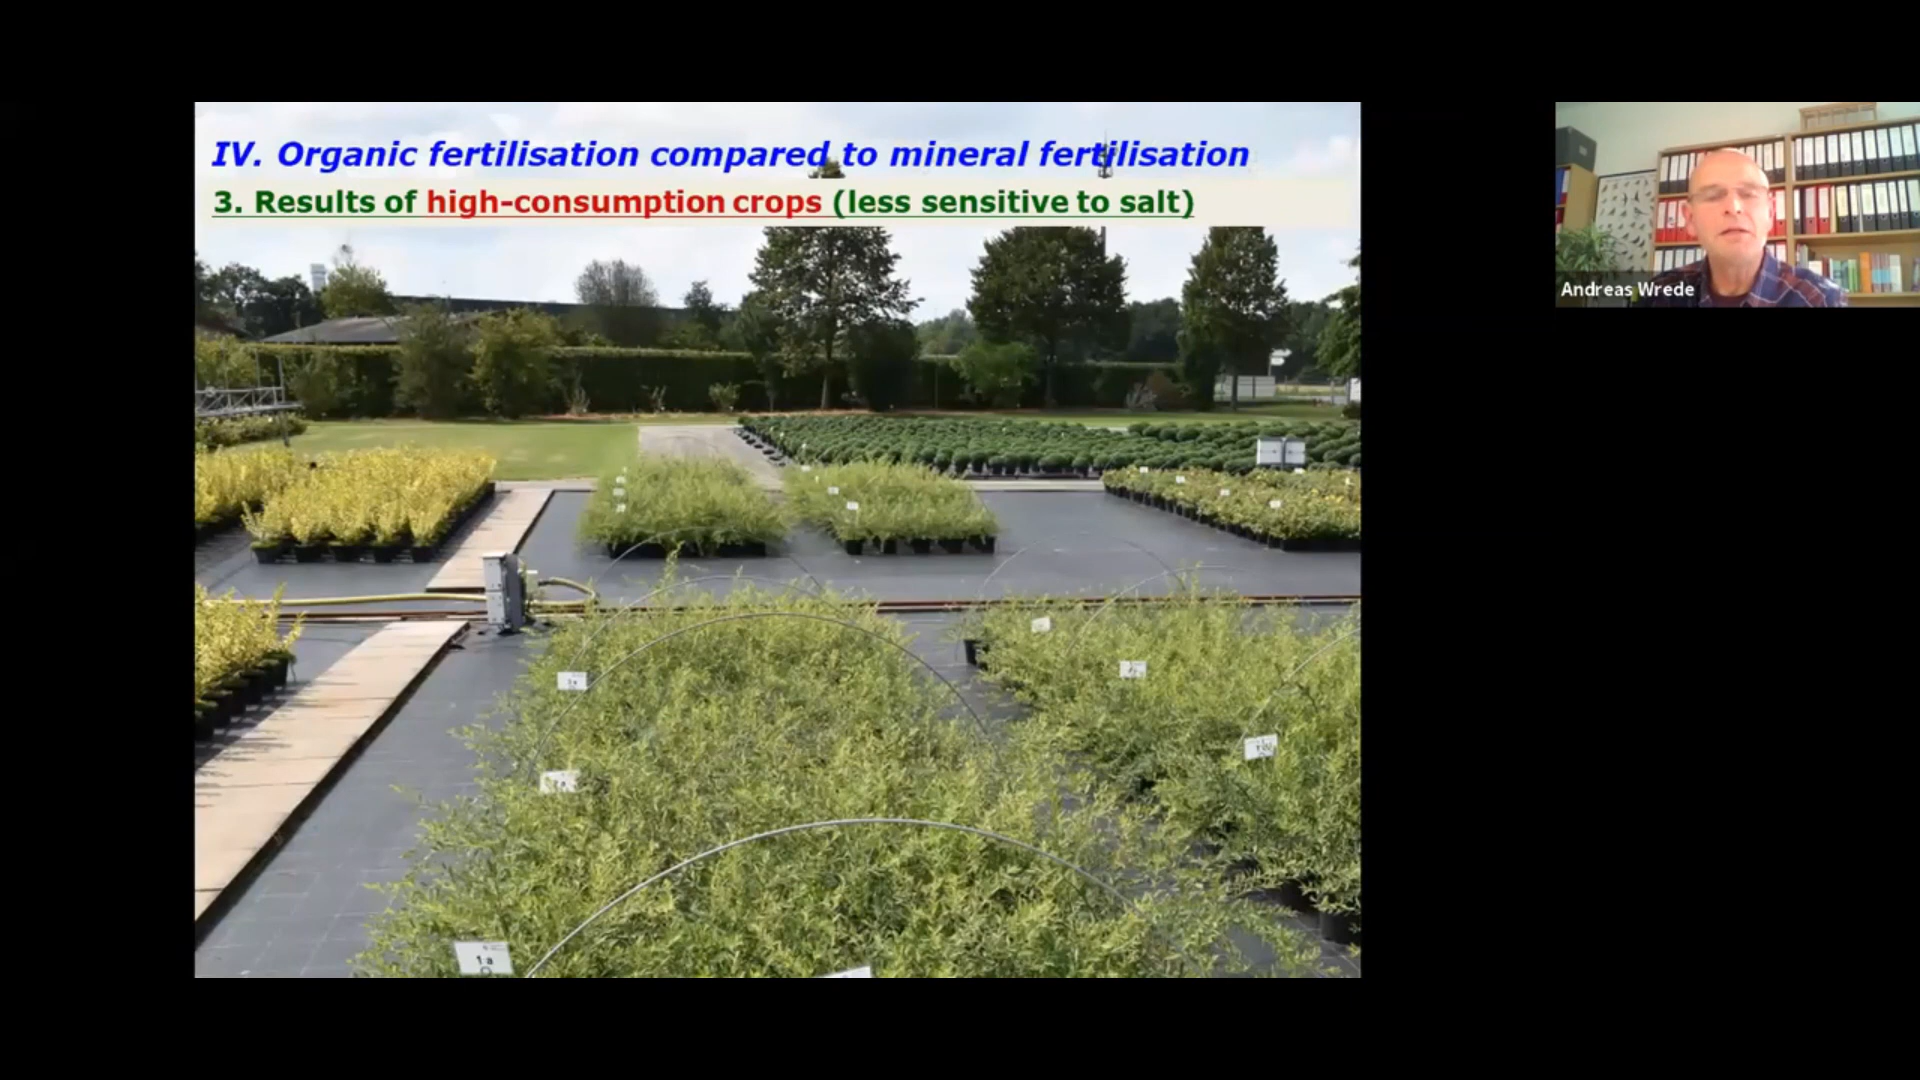 IV. Organic fertilisation compared to mineral fertilisation
3. Results of high-consumption crops (less sensitive to salt)
Andreas Wrede
1 a